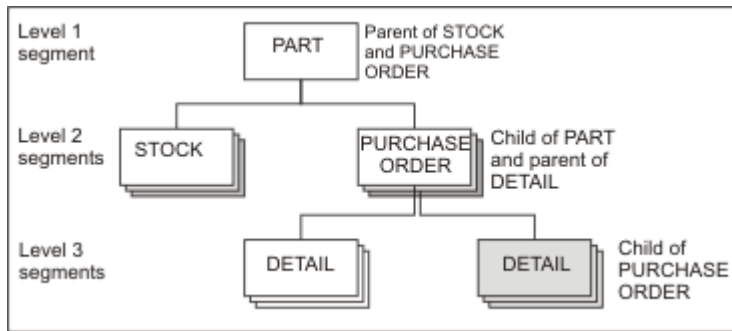 Level 1
segment
PART
Parent of STOCK
and PURCHASE
ORDER
Level 2
segments
STOCK
PURCHASE
ORDER
Child of PART
and parent of
DETAIL
Level 3
segments
DETAIL
DETAIL
Child of
PURCHASE
ORDER